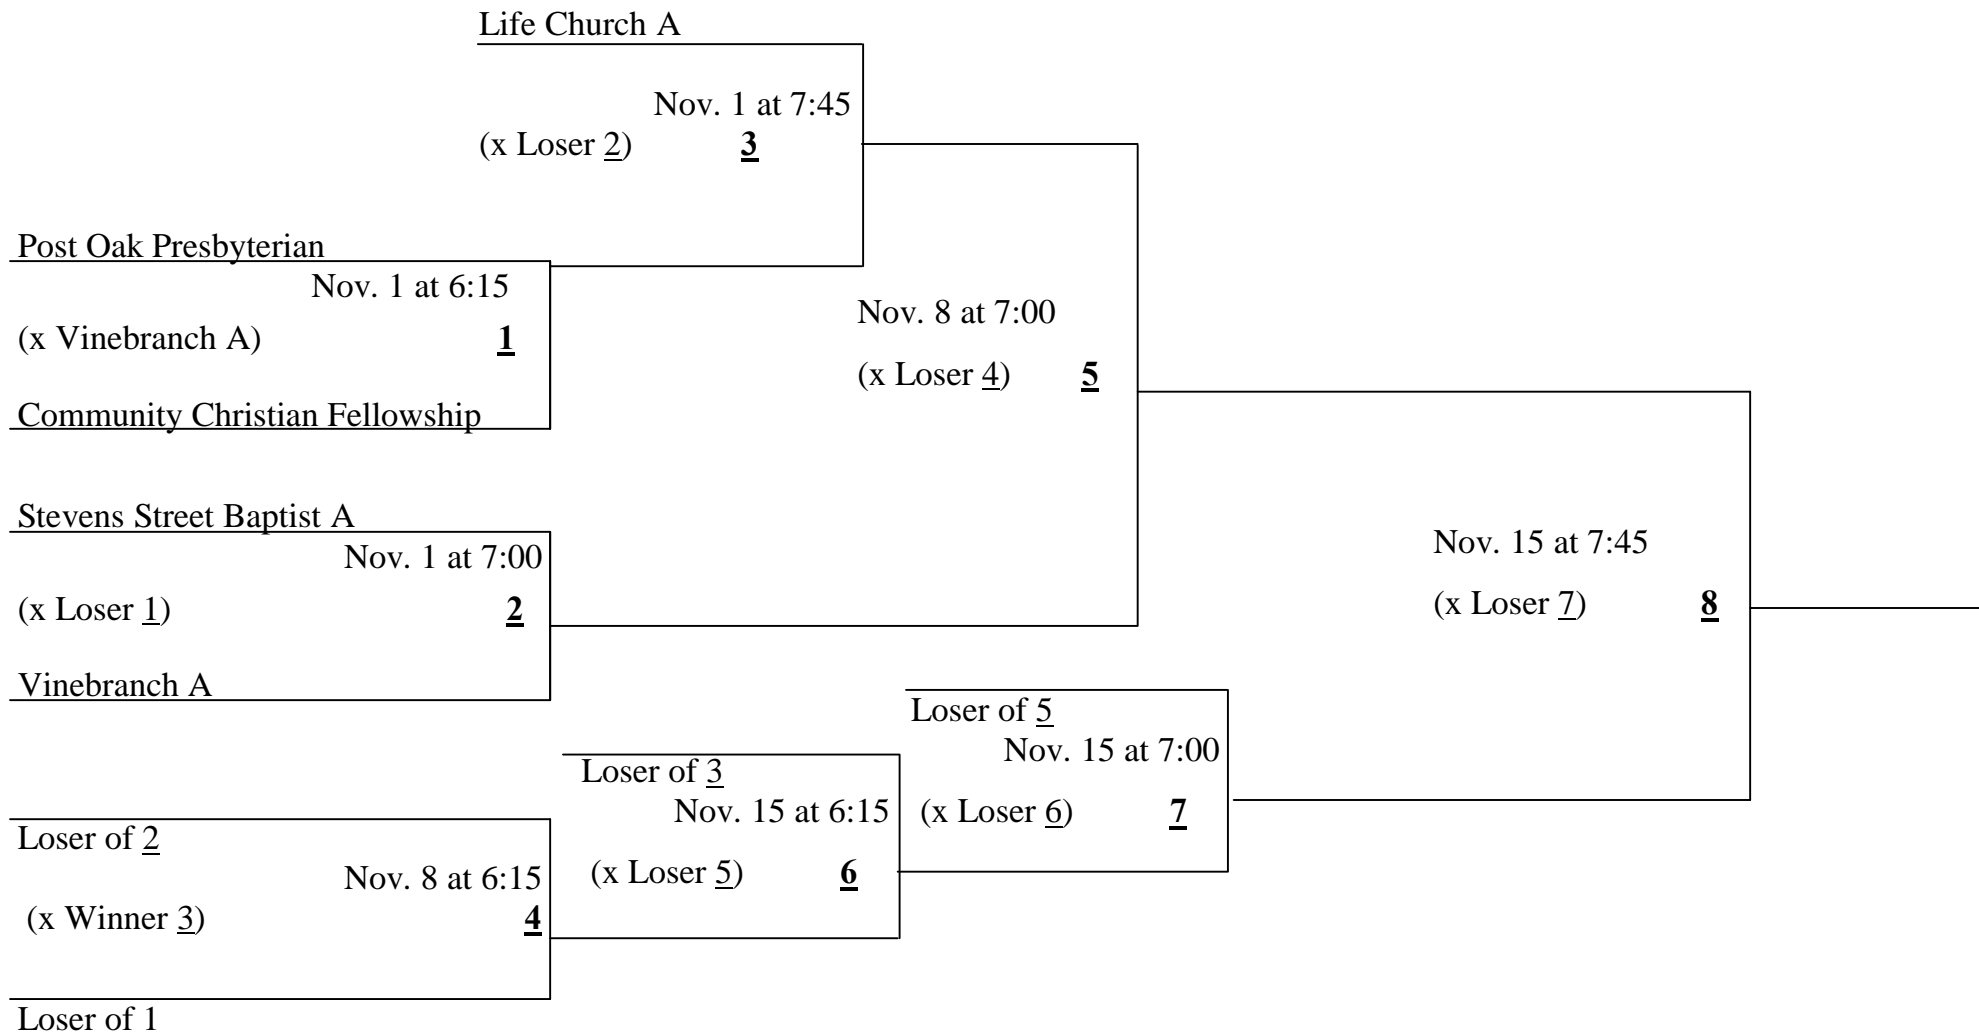 Life Church A
Nov. 1 at 7:45
(x Loser 2) 3
Post Oak Presbyterian
Nov. 1 at 6:15
(x Vinebranch A) 1
Community Christian Fellowship
Nov. 8 at 7:00
(x Loser 4) 5
Stevens Street Baptist A
Nov. 1 at 7:00
(x Loser 1) 2
Vinebranch A
Nov. 15 at 7:45
(x Loser 7) 8
Loser of 5
Nov. 15 at 7:00
(x Loser 6) 7
Loser of 3
Nov. 15 at 6:15
(x Loser 5) 6
Loser of 2
Nov. 8 at 6:15
(x Winner 3) 4
Loser of 1